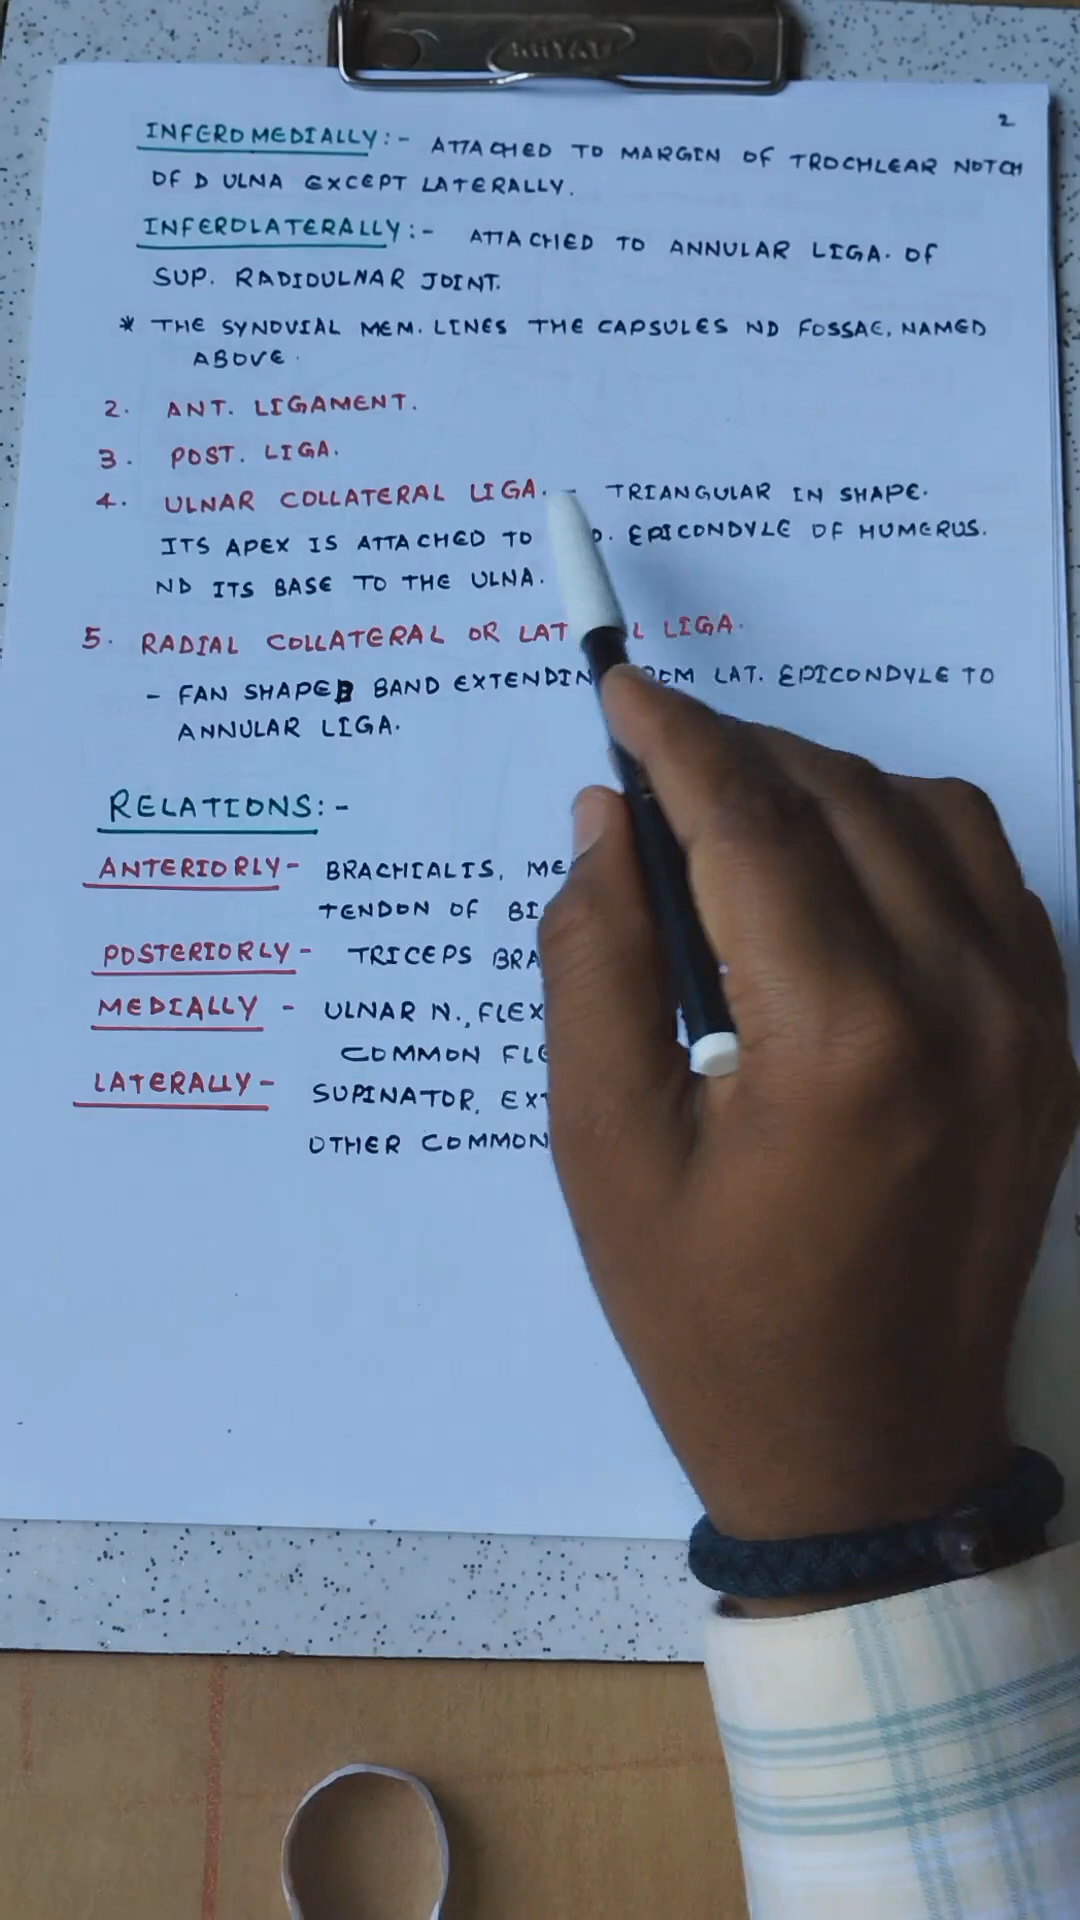 2
INFEROMEDIALLY:- ATTACHED TO MARGIN OF TROCHLEAR NOTCH
OF D ULNA EXCEPT LATERALLY.
INFEROLATERALLY:- ATTACHED TO ANNULAR LIGA. OF
SUP. RADIOULNAR JOINT.
* THE SYNOVIAL MEM. LINES THE CAPSULES ND FOSSAE, NAMED
ABOVE.
2. ANT. LIGAMENT.
3. POST. LIGA.
4. ULNAR COLLATERAL LIGA. - TRIANGULAR IN SHAPE.
ITS APEX IS ATTACHED TO EPICONDYLE OF HUMERUS.
ND ITS BASE TO THE ULNA.
5. RADIAL COLLATERAL OR LIGA.
- FAN SHAPED BAND LAT. EPICONDYLE TO
ANNULAR LIGA.
RELATIONS:-
ANTERIORLY- BRACHIALIS,
TENDON OF
POSTERIORLY- TRICEPS
MEDIALLY - ULNAR N.,
COMMON
LATERALLY- SUPINATOR,
OTHER COMMON